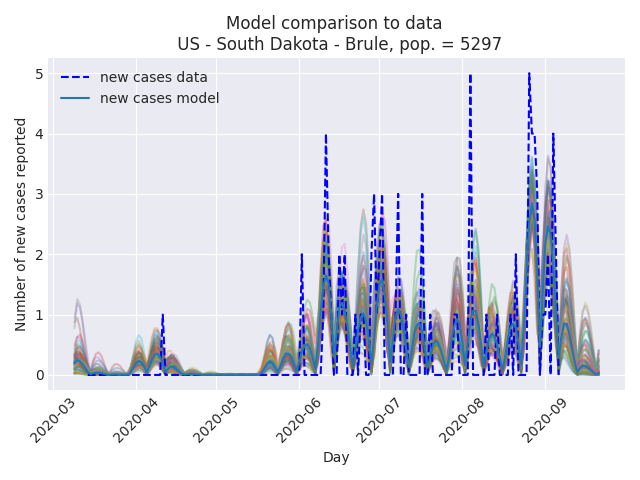 Model comparison to data
US - South Dakota - Brule, pop. = 5297
new cases data
new cases model
Number of new cases reported
5
4
3
2
1
0
2020-03
2020-04
2020-05
2020-06
2020-07
2020-08
2020-09
Day